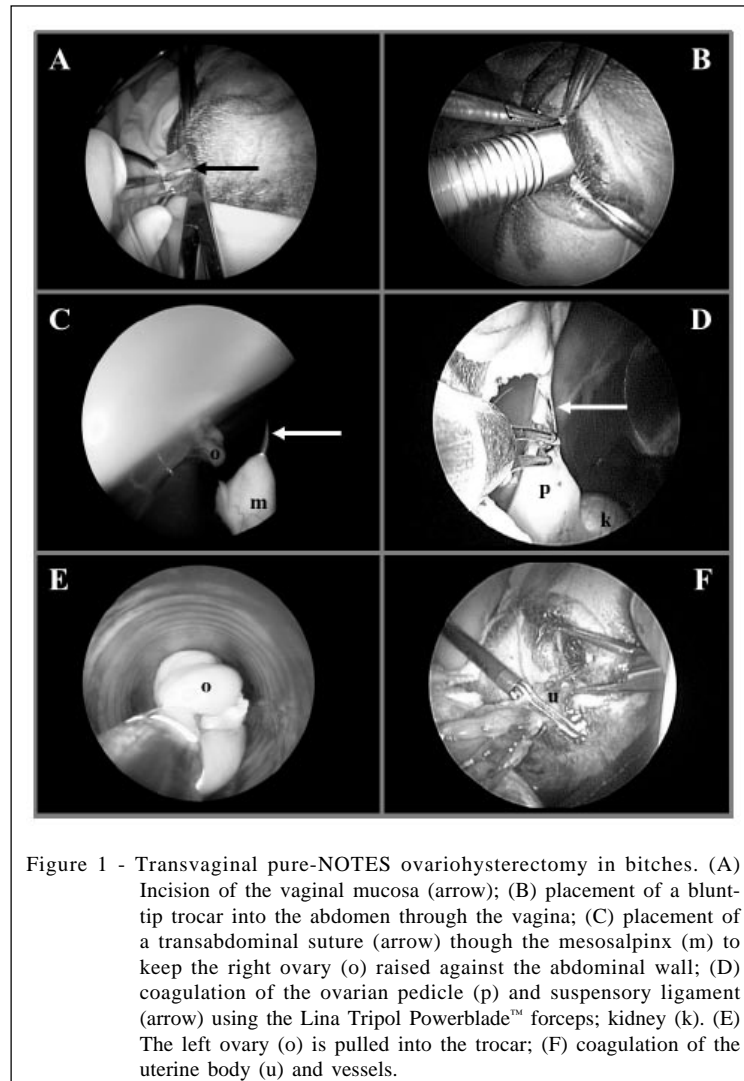 A
B
C
o
m
D
p
k
E
o
F
u
Figure 1 - Transvaginal pure-NOTES ovariohysterectomy in bitches. (A)
Incision of the vaginal mucosa (arrow); (B) placement of a blunt-
tip trocar into the abdomen through the vagina; (C) placement of
a transabdominal suture (arrow) though the mesosalpinx (m) to
keep the right ovary (o) raised against the abdominal wall; (D)
coagulation of the ovarian pedicle (p) and suspensory ligament
(arrow) using the Lina Tripol Powerblade™ forceps; kidney (k). (E)
The left ovary (o) is pulled into the trocar; (F) coagulation of the
uterine body (u) and vessels.